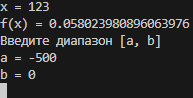 x = 123
f(x) = 0.058023980896063976
Введите диапазон [a, b]
a = -500
b = 0